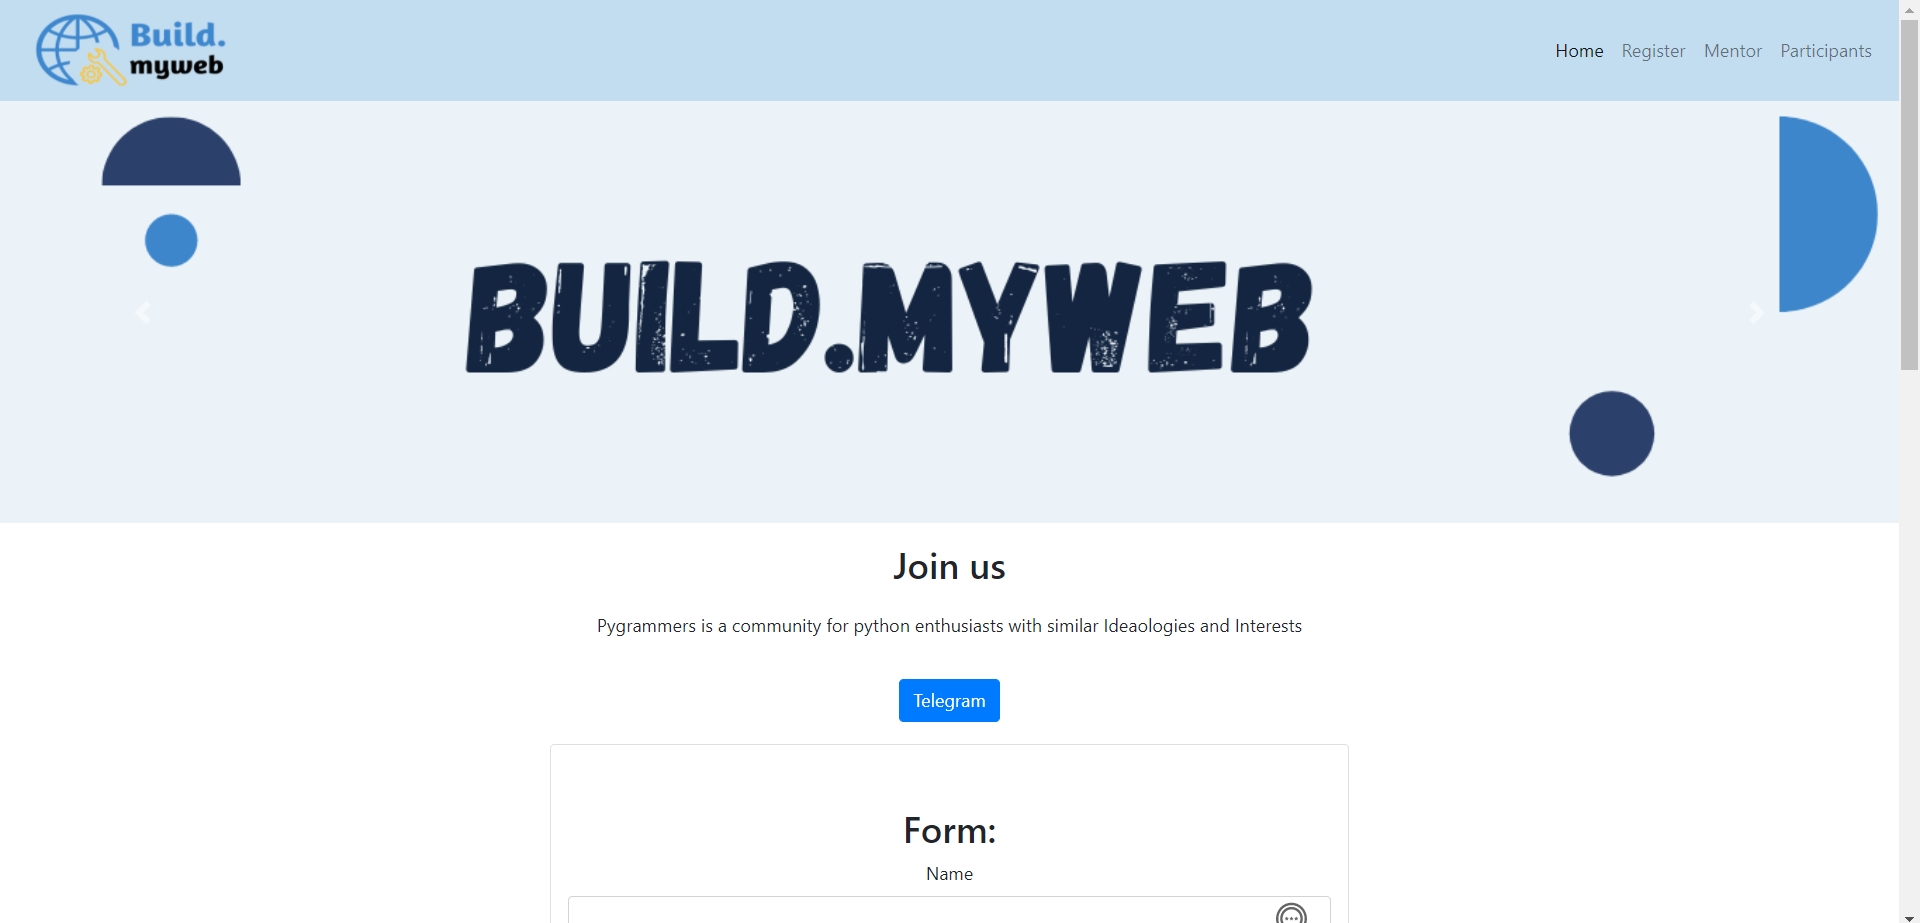 Build.
myweb
Home Register Mentor Participants
BUILD.MYWEB
Join us
Pygrammers is a community for python enthusiasts with similar Ideaologies and Interests
Telegram
Form:
Name